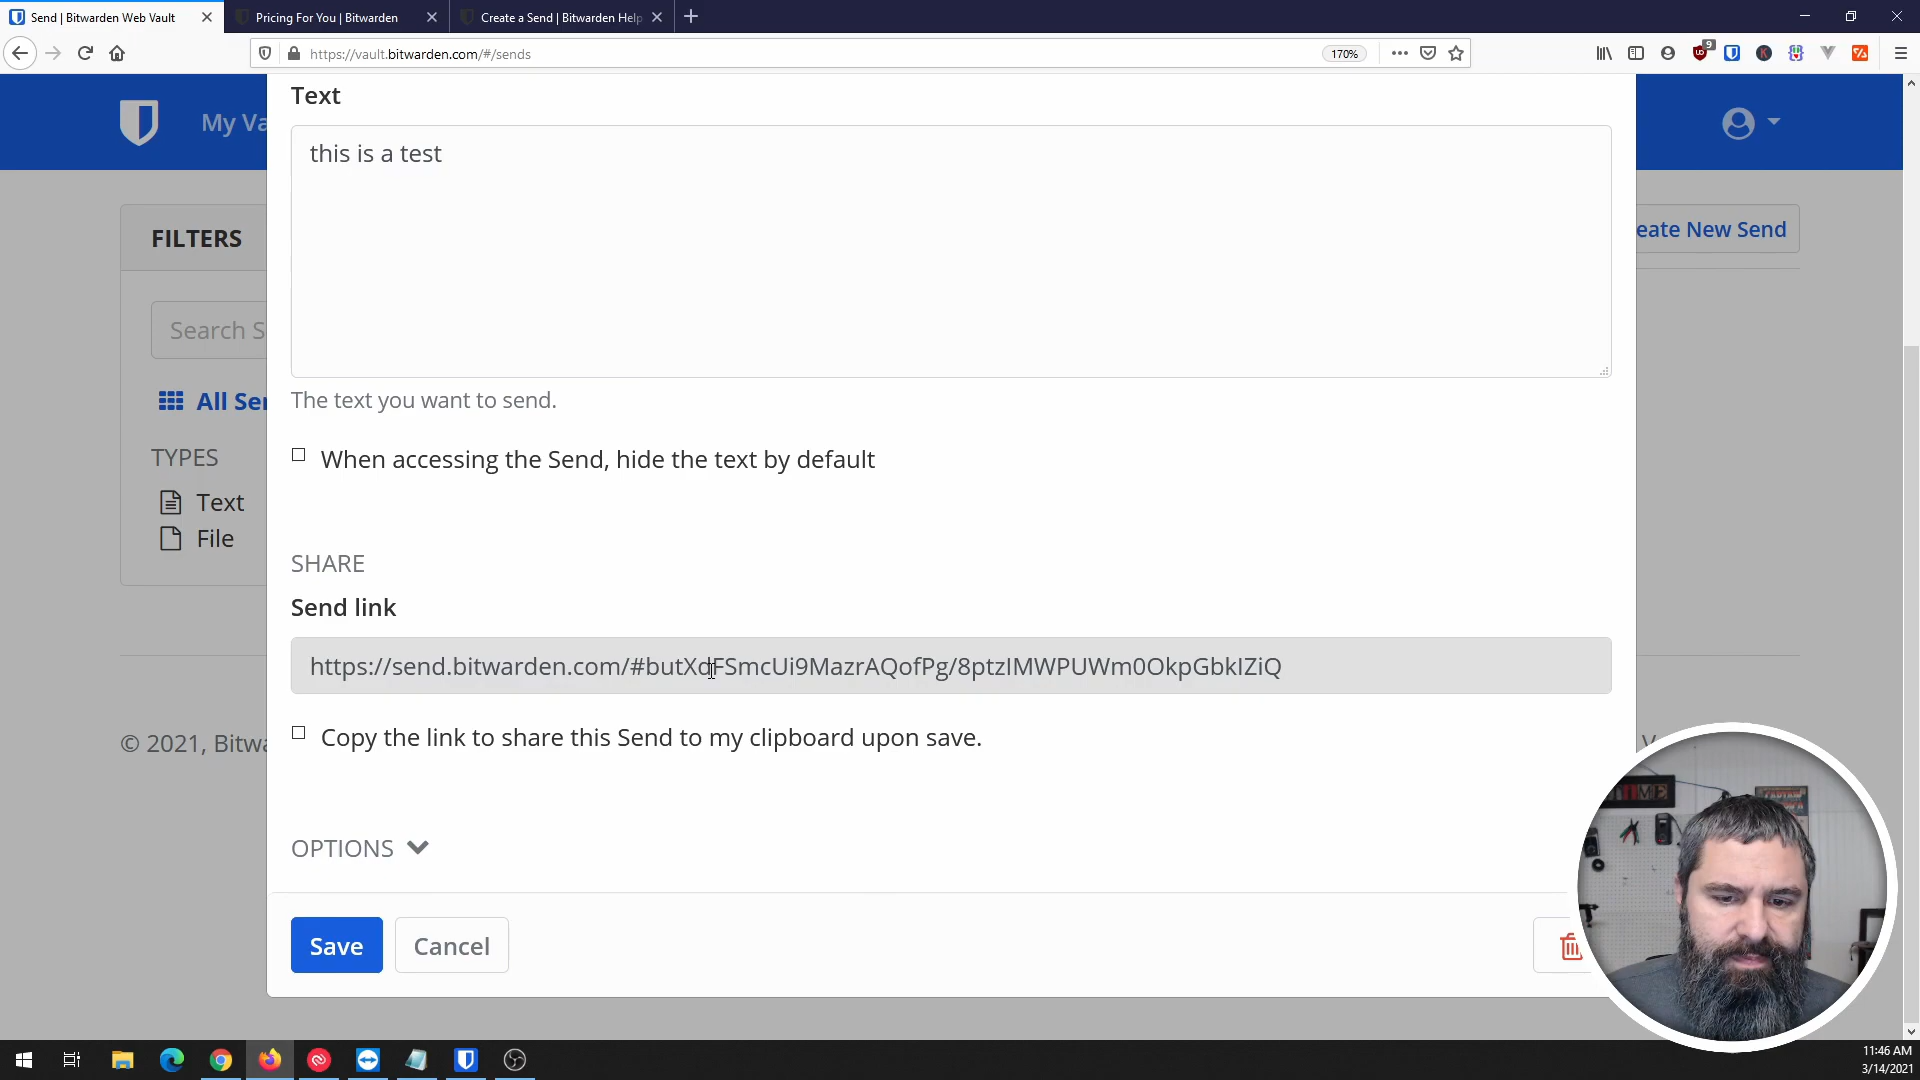 Send | Bitwarden Web Vault
Pricing For You | Bitwarden
Create a Send | Bitwarden Help
https://vault.bitwarden.com/#/sends
170%
9
My Va
Text
this is a test
FILTERS
eate New Send
Search S
The text you want to send.
All Se
TYPES
When accessing the Send, hide the text by default
Text
File
SHARE
Send link
https://send.bitwarden.com/#butXdFSmcUi9MazrAQofPg/8ptzIMWPUWm0OkpGbkIZiQ
Copy the link to share this Send to my clipboard upon save.
© 2021, Bitwa
OPTIONS
Save
Cancel
11:46 AM
3/14/2021